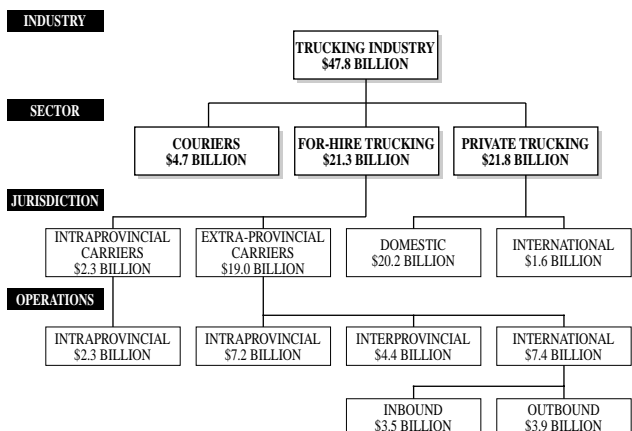 INDUSTRY
TRUCKING INDUSTRY
$47.8 BILLION
SECTOR
COURIERS
$4.7 BILLION
FOR-HIRE TRUCKING
$21.3 BILLION
PRIVATE TRUCKING
$21.8 BILLION
JURISDICTION
INTRAPROVINCIAL
CARRIERS
$2.3 BILLION
EXTRA-PROVINCIAL
CARRIERS
$19.0 BILLION
DOMESTIC
$20.2 BILLION
INTERNATIONAL
$1.6 BILLION
OPERATIONS
INTRAPROVINCIAL
$2.3 BILLION
INTRAPROVINCIAL
$7.2 BILLION
INTERPROVINCIAL
$4.4 BILLION
INTERNATIONAL
$7.4 BILLION
INBOUND
$3.5 BILLION
OUTBOUND
$3.9 BILLION